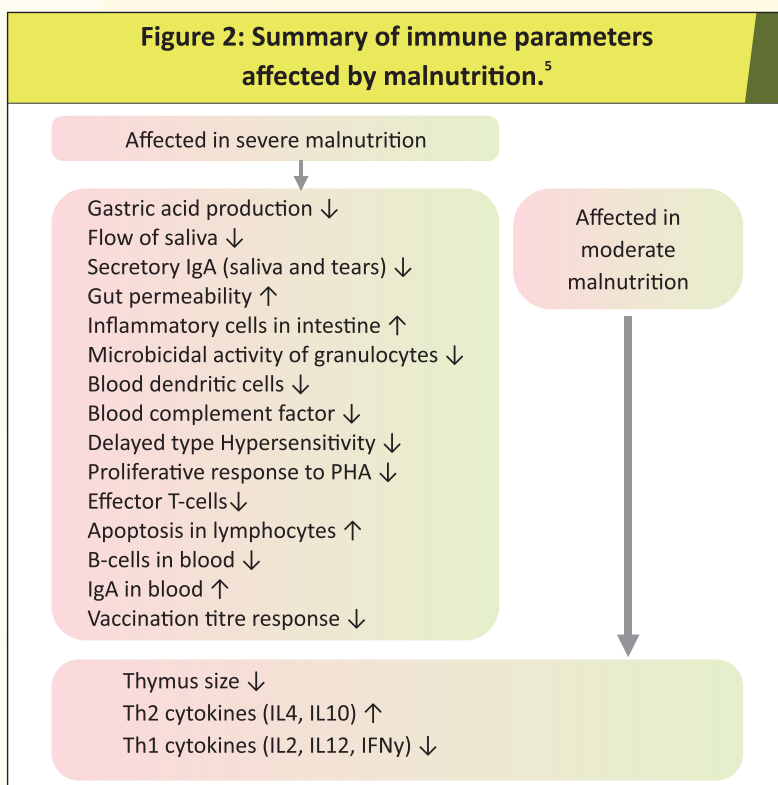 Figure 2: Summary of immune parameters
affected by malnutrition.⁵
Affected in severe malnutrition
Gastric acid production ↓
Flow of saliva ↓
Secretory IgA (saliva and tears) ↓
Gut permeability ↑
Inflammatory cells in intestine ↑
Microbicidal activity of granulocytes ↓
Blood dendritic cells ↓
Blood complement factor ↓
Delayed type Hypersensitivity ↓
Proliferative response to PHA ↓
Effector T-cells↓
Apoptosis in lymphocytes ↑
B-cells in blood ↓
IgA in blood ↑
Vaccination titre response ↓
Affected in
moderate
malnutrition
Thymus size ↓
Th2 cytokines (IL4, IL10) ↑
Th1 cytokines (IL2, IL12, IFNy) ↓